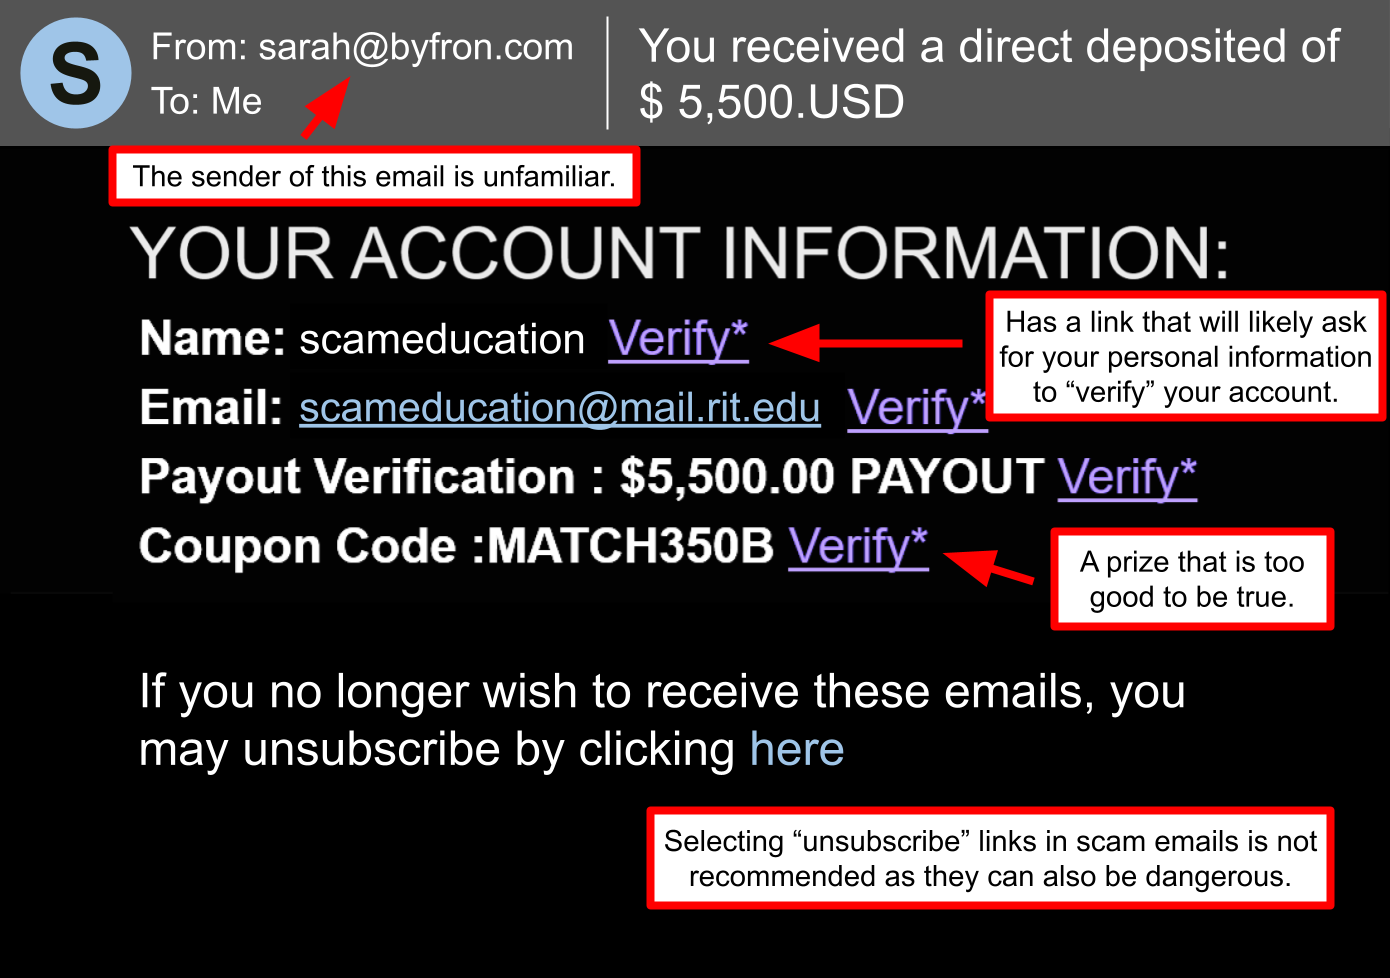 S
From: sarah@byfron.com
To: Me
You received a direct deposited of
$ 5,500.USD
The sender of this email is unfamiliar.
YOUR ACCOUNT INFORMATION:
Name: scameducation Verify*
Has a link that will likely ask
for your personal information
to “verify” your account.
Email: scameducation@mail.rit.edu Verify*
Payout Verification : $5,500.00 PAYOUT Verify*
Coupon Code :MATCH350B Verify*
A prize that is too
good to be true.
If you no longer wish to receive these emails, you
may unsubscribe by clicking here
Selecting “unsubscribe” links in scam emails is not
recommended as they can also be dangerous.